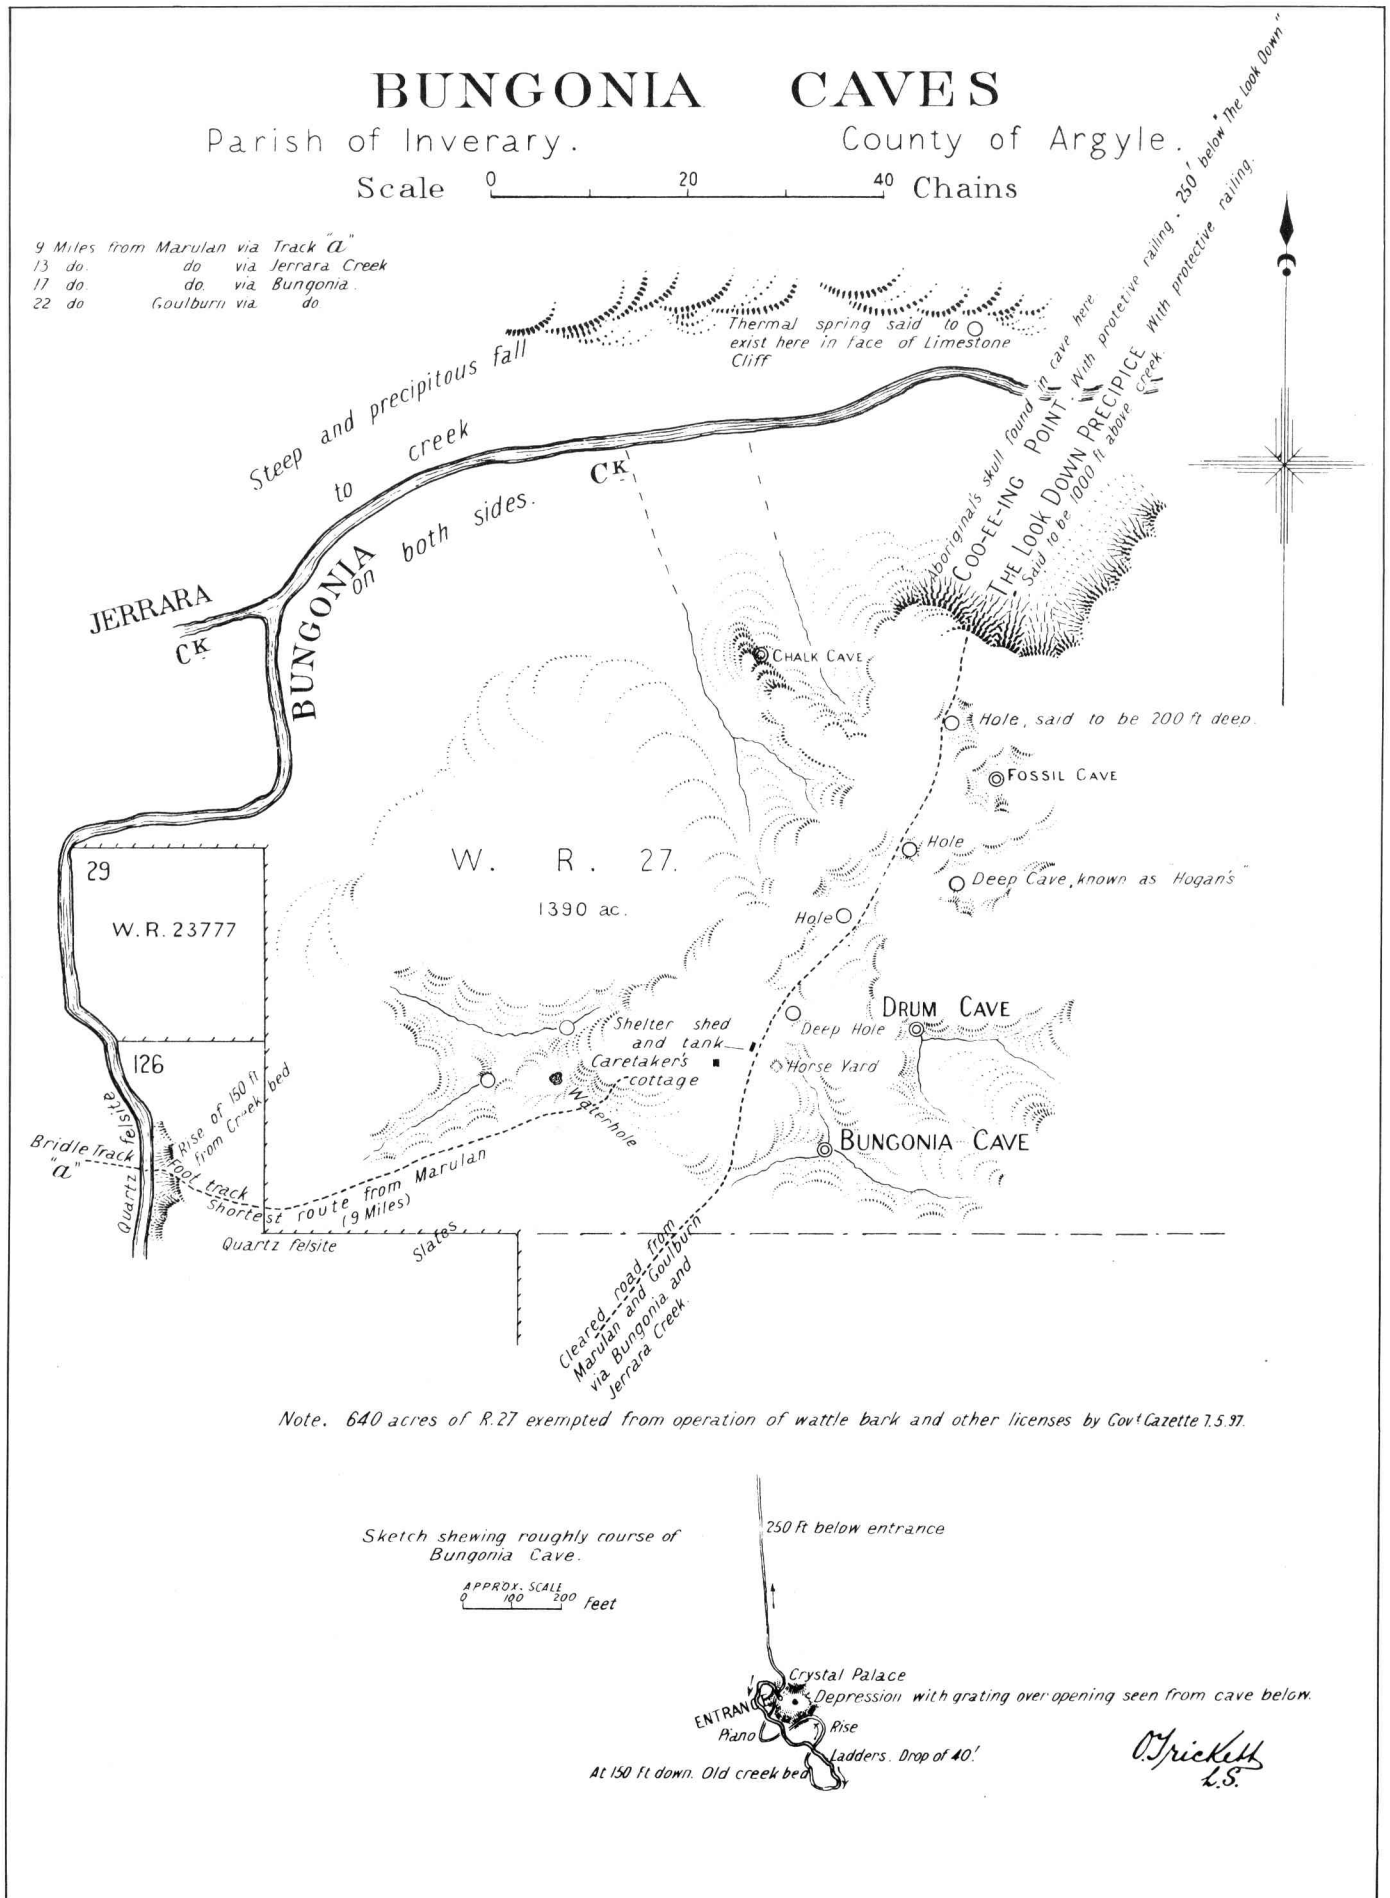 BUNGONIA CAVES
Parish of Inverary. County of Argyle.
Scale 0 20 40 Chains
9 Miles from Marulan via Track "a"
13 do. do via Jerrara Creek
17 do. do. via Bungonia.
22 do Goulburn via do
Thermal spring said to
exist here in face of Limestone
Cliff
Steep and precipitous fall
to creek
on both sides.
Aboriginals skull found in cave here.
COO-EE-ING POINT. With protetive railing. 250' below "The Look Down"
THE LOOK DOWN PRECIPICE With protective railing.
Said to be 1000 ft above creek.
JERRARA
CK
BUNGONIA
CK
CHALK CAVE
Hole, said to be 200 ft deep.
FOSSIL CAVE
Hole
Deep Cave, known as Hogan's"
Hole
W. R. 27.
1390 ac.
29
W.R. 23777
126
DRUM CAVE
Deep Hole
Shelter shed
and tank
Caretaker's
cottage
Horse Yard
Waterhole
BUNGONIA CAVE
Rise of 150 ft
from Creek bed
Bridle Track
"a"
Quartz felsite
Foot track
Shortest route from Marulan
(9 Miles)
Quartz felsite
Slates
Cleared road from
Marulan and Goulburn
via Bungonia and
Jerrara Creek.
Note. 640 acres of R.27 exempted from operation of wattle bark and other licenses by Govt Gazette 7.5.97.
Sketch shewing roughly course of
Bungonia Cave.
APPROX. SCALE
0 100 200 Feet
250 Ft below entrance
Crystal Palace
Depression with grating over opening seen from cave below.
ENTRANCE
Piano
Rise
Ladders. Drop of 40'.
At 150 Ft down. Old creek bed
O. Trickett
L.S.